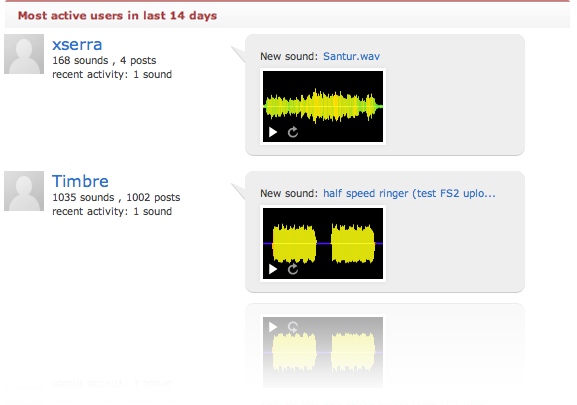 Most active users in last 14 days
xserra
168 sounds , 4 posts
recent activity: 1 sound
New sound: Santur.wav
Timbre
1035 sounds , 1002 posts
recent activity: 1 sound
New sound: half speed ringer (test FS2 uplo...